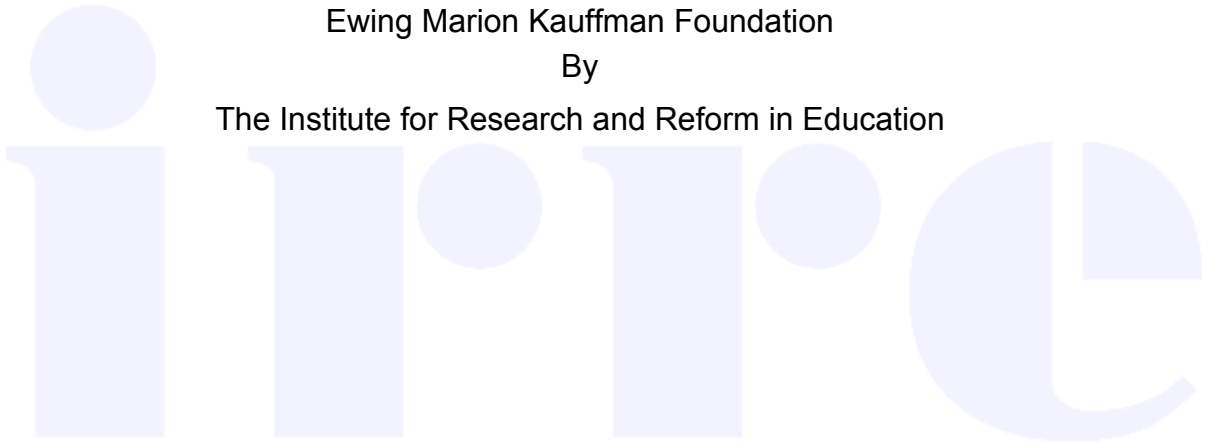 Ewing Marion Kauffman Foundation
By
The Institute for Research and Reform in Education
irre